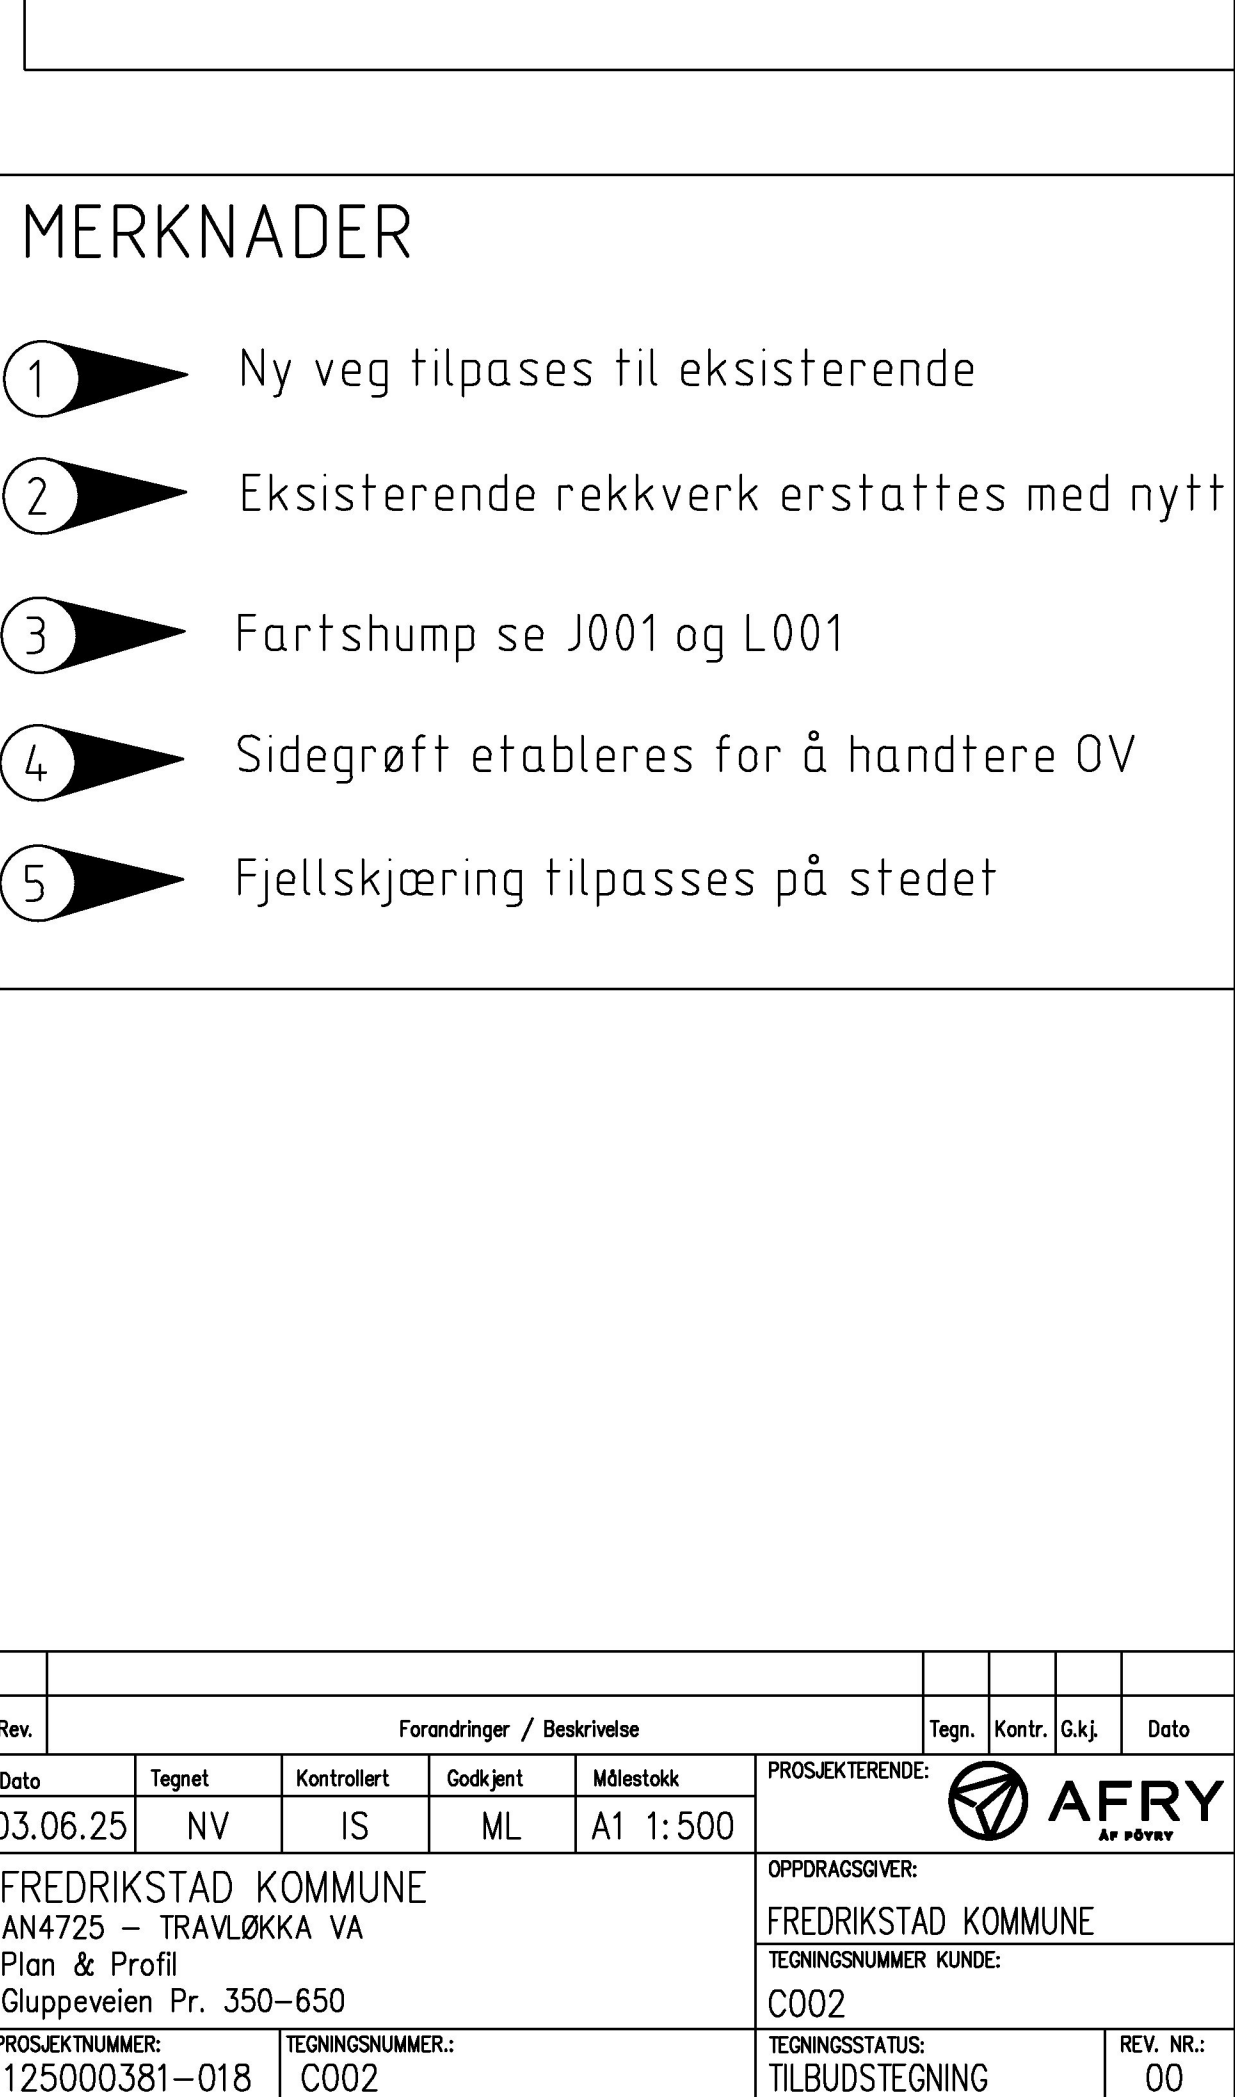 MERKNADER
1 Ny veg tilpases til eksisterende
2 Eksisterende rekkverk erstattes med nytt
3 Fartshump se J001 og L001
4 Sidegrøft etableres for å handtere OV
5 Fjellskjæring tilpasses på stedet
Rev. Forandringer / Beskrivelse Tegn. Kontr. G.kj. Dato
Dato Tegnet Kontrollert Godkjent Målestokk
03.06.25 NV IS ML A1 1:500
PROSJEKTERENDE:
AFRY
ÅF PÖYRY
FREDRIKSTAD KOMMUNE
AN4725 – TRAVLØKKA VA
Plan & Profil
Gluppeveien Pr. 350–650
OPPDRAGSGIVER:
FREDRIKSTAD KOMMUNE
TEGNINGSNUMMER KUNDE:
C002
PROSJEKTNUMMER: TEGNINGSNUMMER.: TEGNINGSSTATUS: REV. NR.:
125000381–018 C002 TILBUDSTEGNING 00